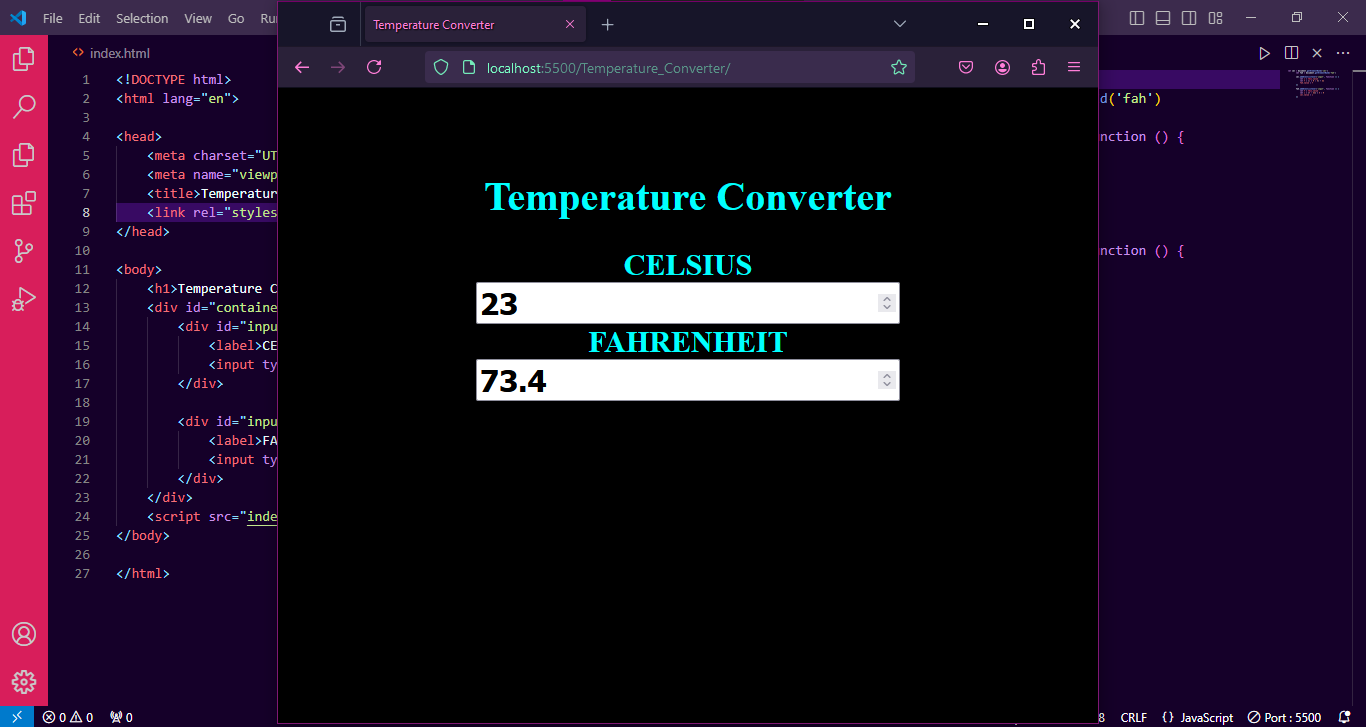 File Edit Selection View Go Ru
Temperature Converter
localhost:5500/Temperature_Converter/
index.html
1 <!DOCTYPE html>
2 <html lang="en">
3
4 <head>
5 <meta charset="UT
6 <meta name="viewp
7 <title>Temperatur
8 <link rel="styles
9 </head>
10
11 <body>
12 <h1>Temperature C
13 <div id="containe
14 <div id="inpu
15 <label>CE
16 <input ty
17 </div>
18
19 <div id="inpu
20 <label>FA
21 <input ty
22 </div>
23 </div>
24 <script src="inde
25 </body>
26
27 </html>
Temperature Converter
CELSIUS
23
FAHRENHEIT
73.4
d('fah')
nction () {
nction () {
0 0 0
8 CRLF {} JavaScript Port : 5500